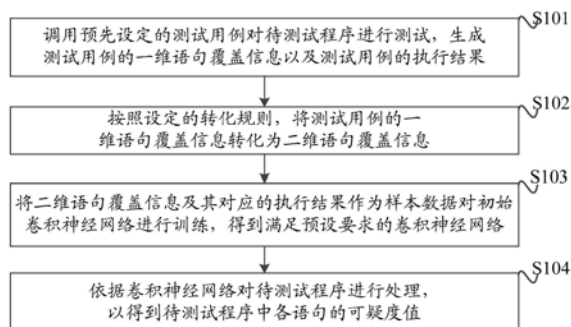 S101
调用预先设定的测试用例对待测试程序进行测试，生成
测试用例的一维语句覆盖信息以及测试用例的执行结果
S102
按照设定的转化规则，将测试用例的一
维语句覆盖信息转化为二维语句覆盖信息
S103
将二维语句覆盖信息及其对应的执行结果作为样本数据对初始
卷积神经网络进行训练，得到满足预设要求的卷积神经网络
S104
依据卷积神经网络对待测试程序进行处理，
以得到待测试程序中各语句的可疑度值